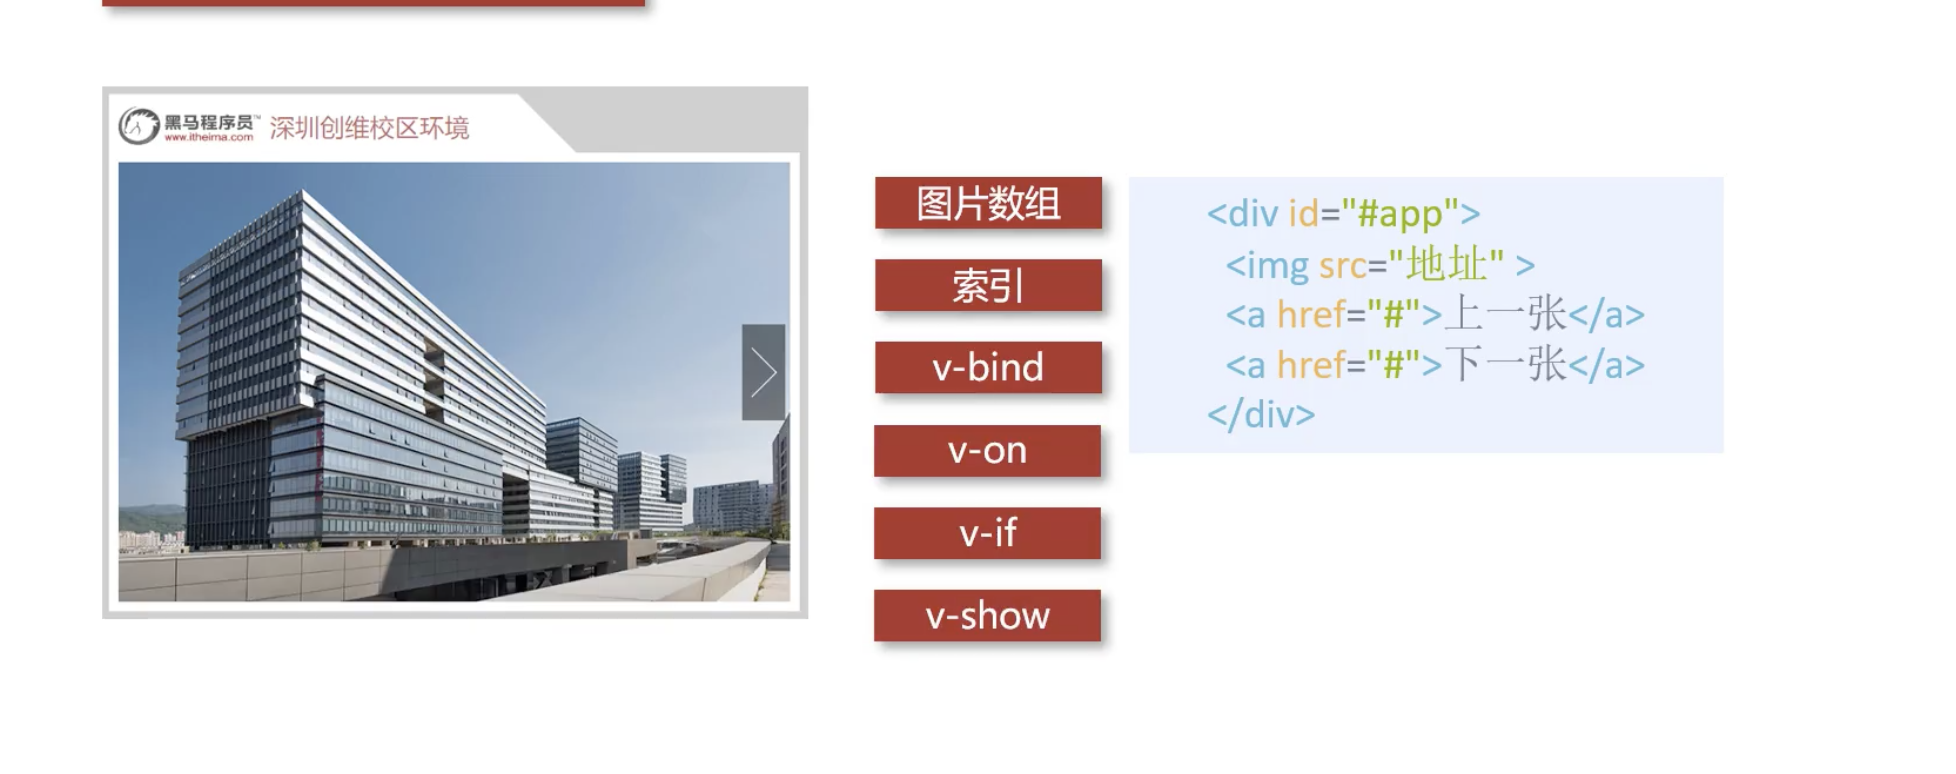 黑马程序员™
www.itheima.com
深圳创维校区环境
图片数组
索引
v-bind
v-on
v-if
v-show
<div id="#app">
<img src="地址" >
<a href="#">上一张</a>
<a href="#">下一张</a>
</div>